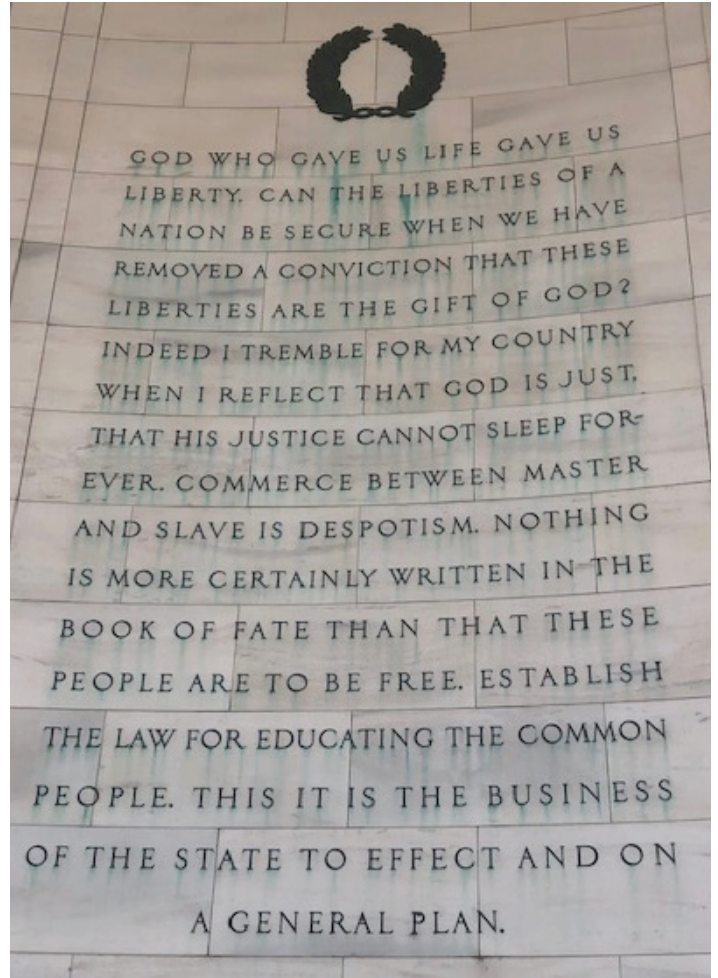 GOD WHO GAVE US LIFE GAVE US
LIBERTY. CAN THE LIBERTIES OF A
NATION BE SECURE WHEN WE HAVE
REMOVED A CONVICTION THAT THESE
LIBERTIES ARE THE GIFT OF GOD?
INDEED I TREMBLE FOR MY COUNTRY
WHEN I REFLECT THAT GOD IS JUST,
THAT HIS JUSTICE CANNOT SLEEP FOR-
EVER. COMMERCE BETWEEN MASTER
AND SLAVE IS DESPOTISM. NOTHING
IS MORE CERTAINLY WRITTEN IN THE
BOOK OF FATE THAN THAT THESE
PEOPLE ARE TO BE FREE. ESTABLISH
THE LAW FOR EDUCATING THE COMMON
PEOPLE. THIS IT IS THE BUSINESS
OF THE STATE TO EFFECT AND ON
A GENERAL PLAN.